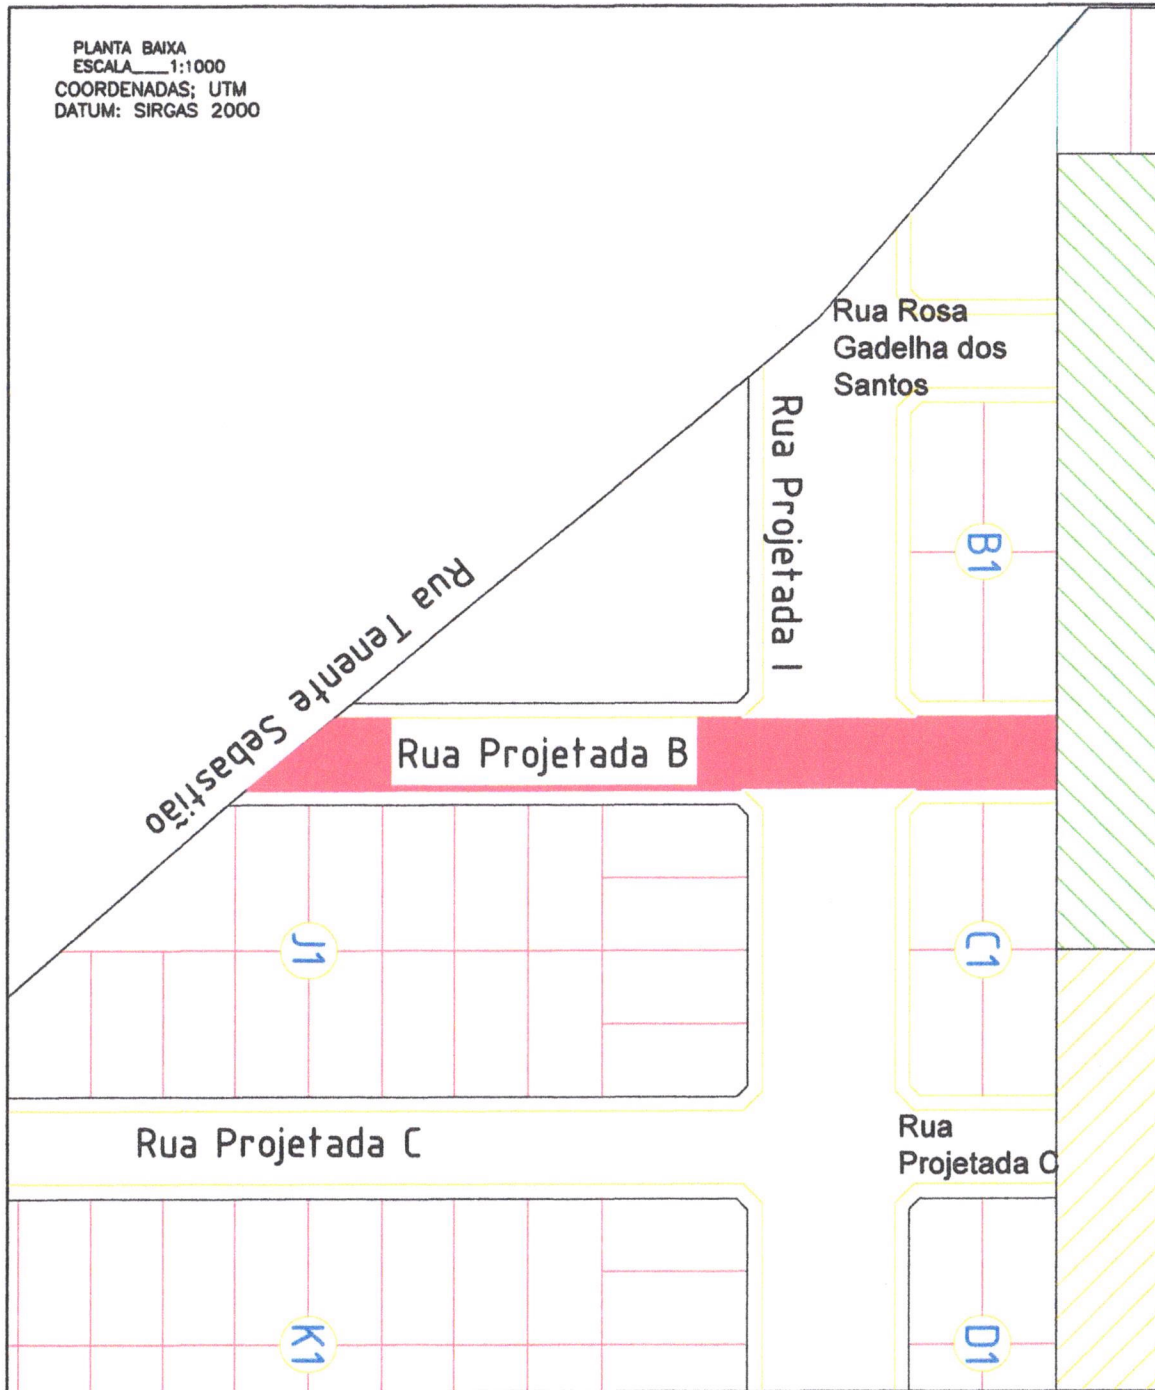 PLANTA BAIXA
ESCALA___1:1000
COORDENADAS; UTM
DATUM: SIRGAS 2000
Rua Rosa
Gadelha dos
Santos
Rua Projetada I
B1
Rua Tenente Sebastião
Rua Projetada B
J1
C1
Rua Projetada C
Rua
Projetada C
K1
D1